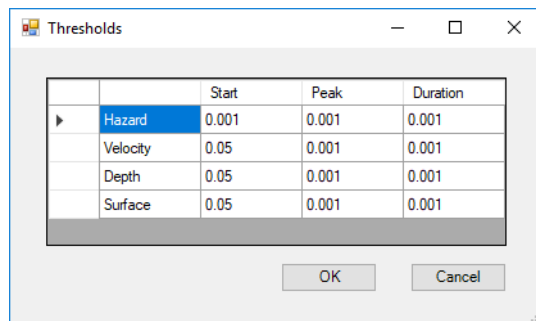 Thresholds
Start Peak Duration
Hazard 0.001 0.001 0.001
Velocity 0.05 0.001 0.001
Depth 0.05 0.001 0.001
Surface 0.05 0.001 0.001
OK Cancel